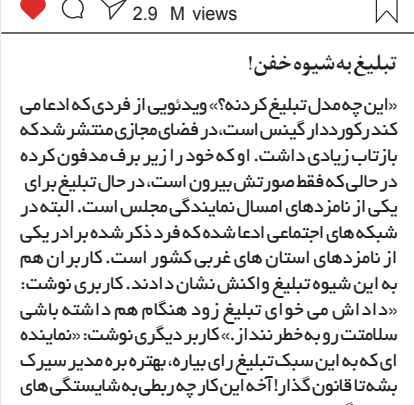 2.9 M views
تبلیغ به شیوه خفن!
«این چه مدل تبلیغ کردنه؟» ویدئویی از فردی که ادعا می
کند رکورددار گینس است، در فضای مجازی منتشر شد که
بازتاب زیادی داشت. او که خود را زیر برف مدفون کرده
در حالی که فقط صورتش بیرون است، در حال تبلیغ برای
یکی از نامزدهای امسال نمایندگی مجلس است. البته در
شبکه های اجتماعی ادعا شده که فرد ذکر شده برادر یکی
از نامزدهای استان های غربی کشور است. کاربران هم
به این شیوه تبلیغ واکنش نشان دادند. کاربری نوشت:
«داداش می خوای تبلیغ زود هنگام هم داشته باشی
سلامتت رو به خطر ننداز.» کاربر دیگری نوشت: «نماینده
ای که به این سبک تبلیغ رای بیاره، بهتره بره مدیر سیرک
بشه تا قانون گذار! آخه این کار چه ربطی به شایستگی های